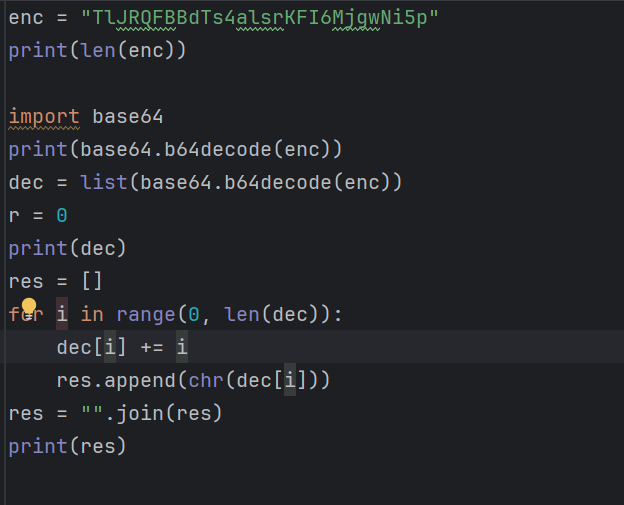 enc = "TlJRQFBBdTs4alsrKFI6MjgwNi5p"
print(len(enc))
import base64
print(base64.b64decode(enc))
dec = list(base64.b64decode(enc))
r = 0
print(dec)
res = []
for i in range(0, len(dec)):
    dec[i] += i
    res.append(chr(dec[i]))
res = "".join(res)
print(res)